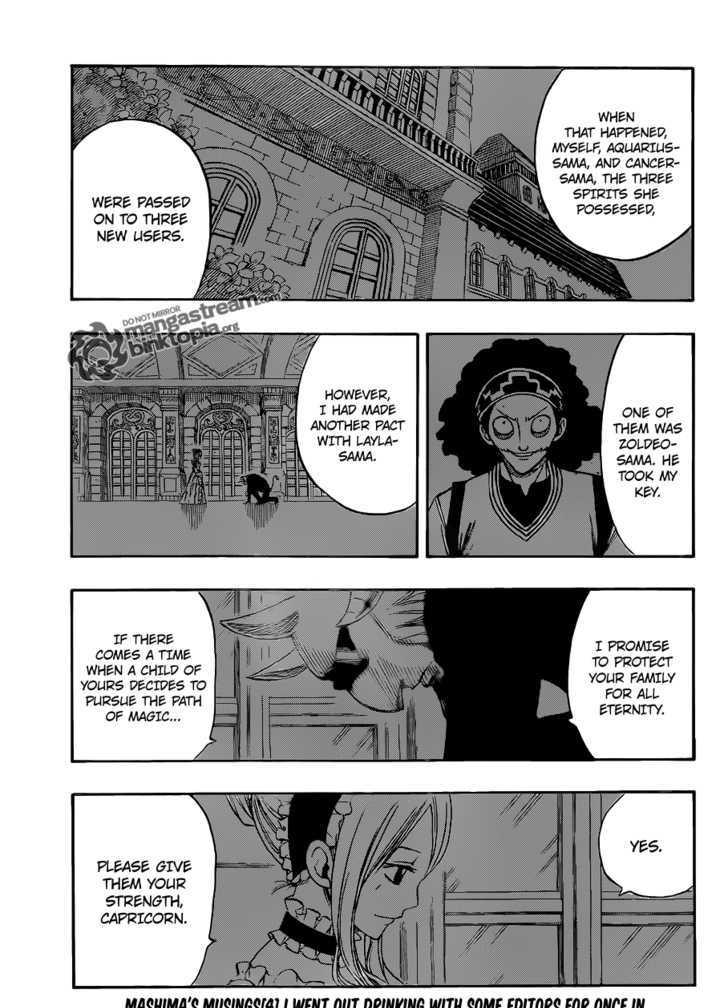 WHEN
THAT HAPPENED,
MYSELF, AQUARIUS-
SAMA, AND CANCER-
SAMA, THE THREE
SPIRITS SHE
POSSESSED,
WERE PASSED
ON TO THREE
NEW USERS.
DO NOT MIRROR
mangastream.com
binktopia.org
ONE OF
THEM WAS
ZOLDEO-
SAMA. HE
TOOK MY
KEY.
HOWEVER,
I HAD MADE
ANOTHER PACT
WITH LAYLA-
SAMA.
I PROMISE
TO PROTECT
YOUR FAMILY
FOR ALL
ETERNITY.
IF THERE
COMES A TIME
WHEN A CHILD OF
YOURS DECIDES TO
PURSUE THE PATH
OF MAGIC...
YES.
PLEASE GIVE
THEM YOUR
STRENGTH,
CAPRICORN.
MASHIMA'S MUSINGS[4] I WENT OUT DRINKING WITH SOME EDITORS FOR ONCE IN